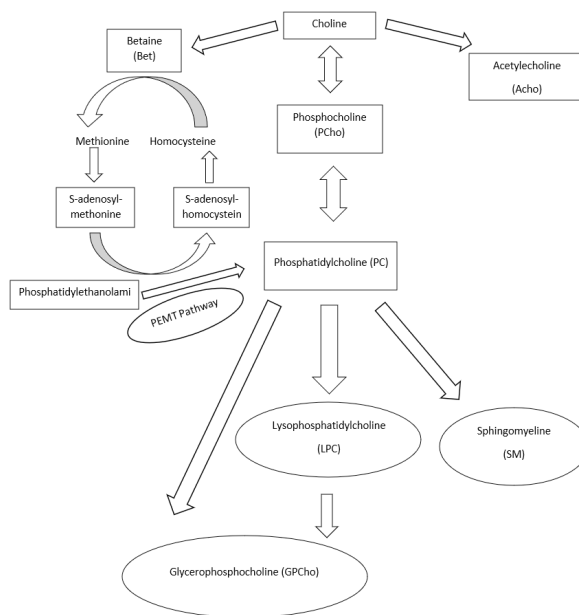 Choline
Betaine
(Bet)
Acetylecholine
(Acho)
Phosphocholine
(PCho)
Methionine
Homocysteine
S-adenosyl-
methonine
S-adenosyl-
homocystein
Phosphatidylcholine (PC)
Phosphatidylethanolami
PEMT Pathway
Lysophosphatidylcholine
(LPC)
Sphingomyeline
(SM)
Glycerophosphocholine (GPCho)